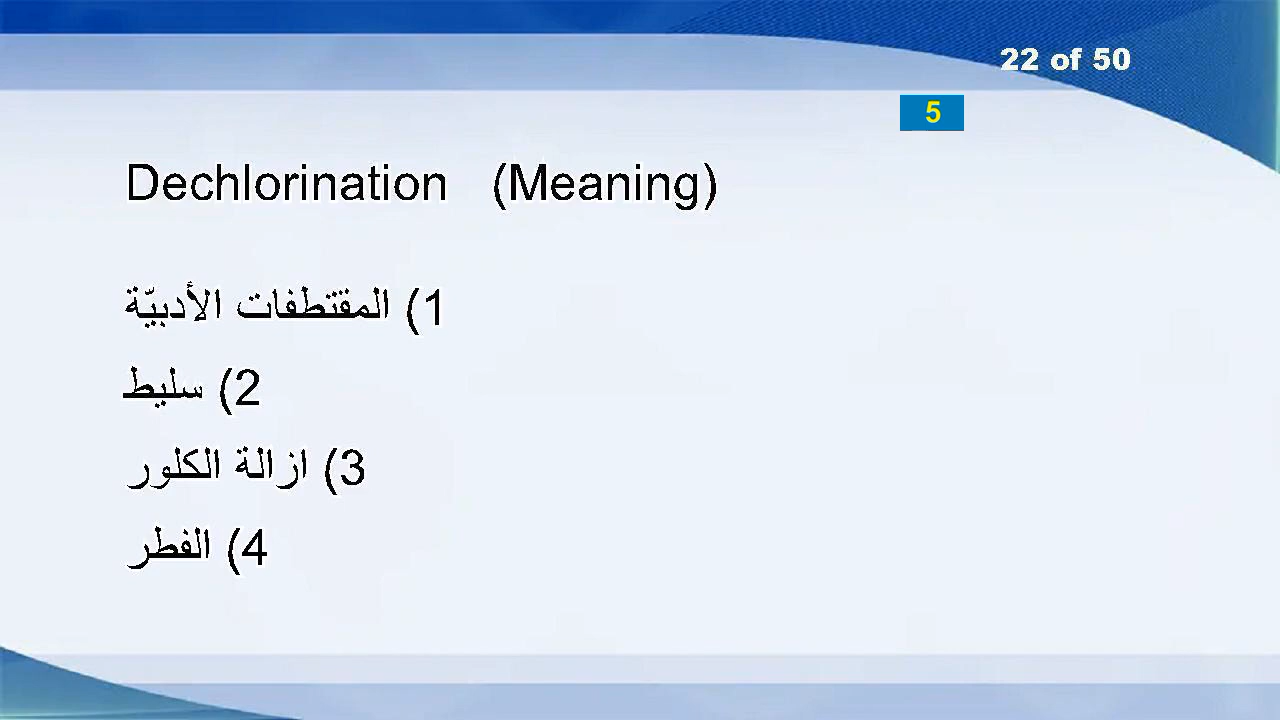 22 of 50
5
Dechlorination (Meaning)
1) المقتطفات الأدبيّة
2) سليط
3) ازالة الكلور
4) الفطر